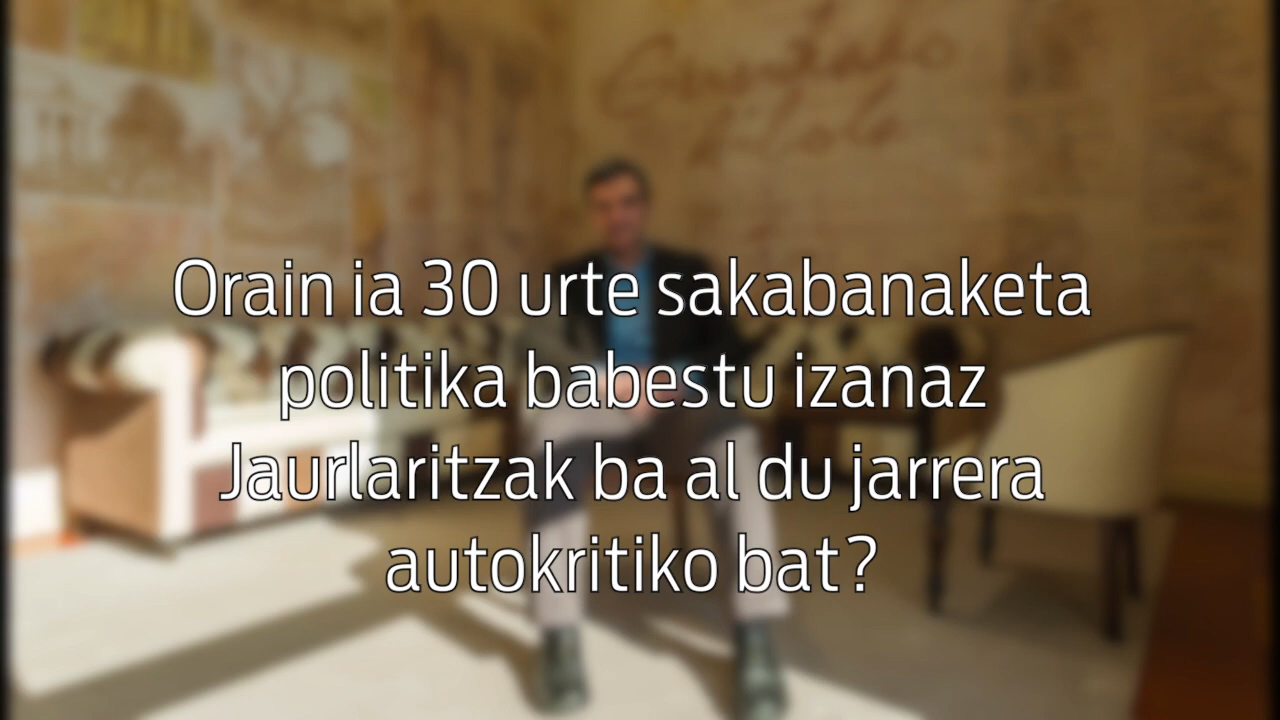 Orain ia 30 urte sakabanaketa
politika babestu izanaz
Jaurlaritzak ba al du jarrera
autokritiko bat?